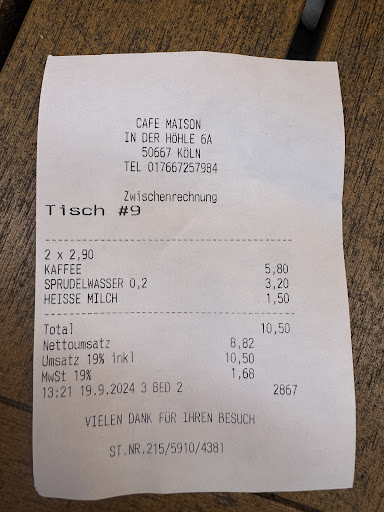 CAFE MAISON
IN DER HÖHLE 6A
50667 KÖLN
TEL 017667257984
Zwischenrechnung
Tisch #9
2 x 2,90
KAFFEE 5,80
SPRUDELWASSER 0,2 3,20
HEISSE MILCH 1,50
Total 10,50
Nettoumsatz 8,82
Umsatz 19% inkl 10,50
MwSt 19% 1,68
13:21 19.9.2024 3 BED 2 2867
VIELEN DANK FÜR IHREN BESUCH
ST.NR.215/5910/4381